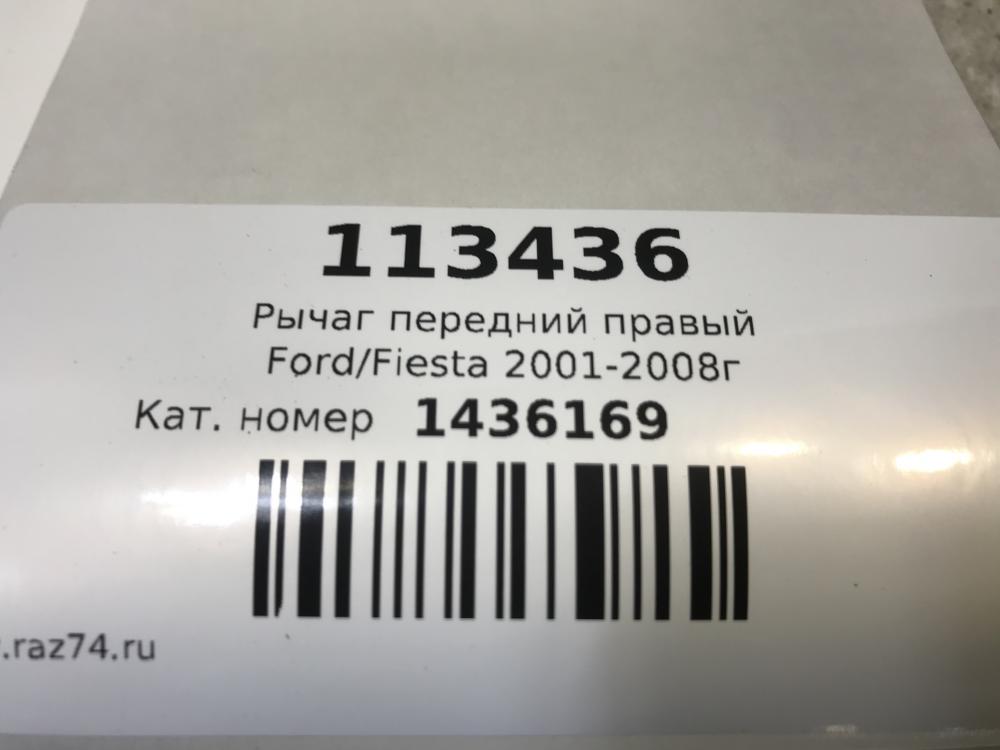 113436
Рычаг передний правый
Ford/Fiesta 2001-2008г
Кат. номер 1436169
.raz74.ru